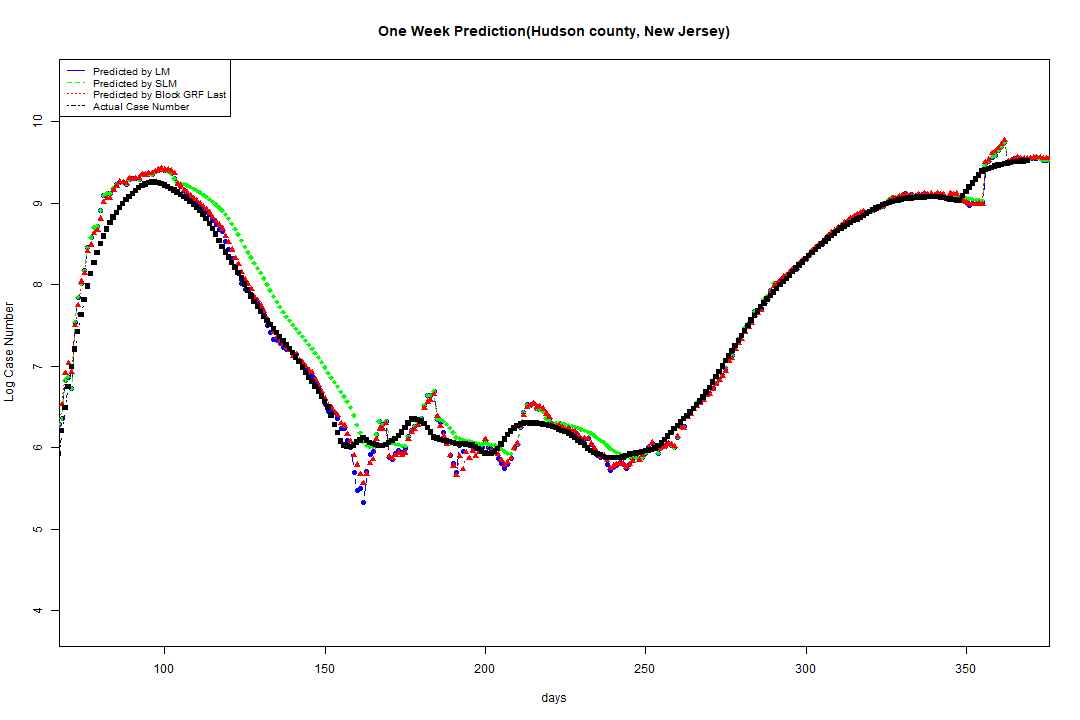 One Week Prediction(Hudson county, New Jersey)
Predicted by LM
Predicted by SLM
Predicted by Block GRF Last
Actual Case Number
Log Case Number
10
9
8
7
6
5
4
100 150 200 250 300 350
days